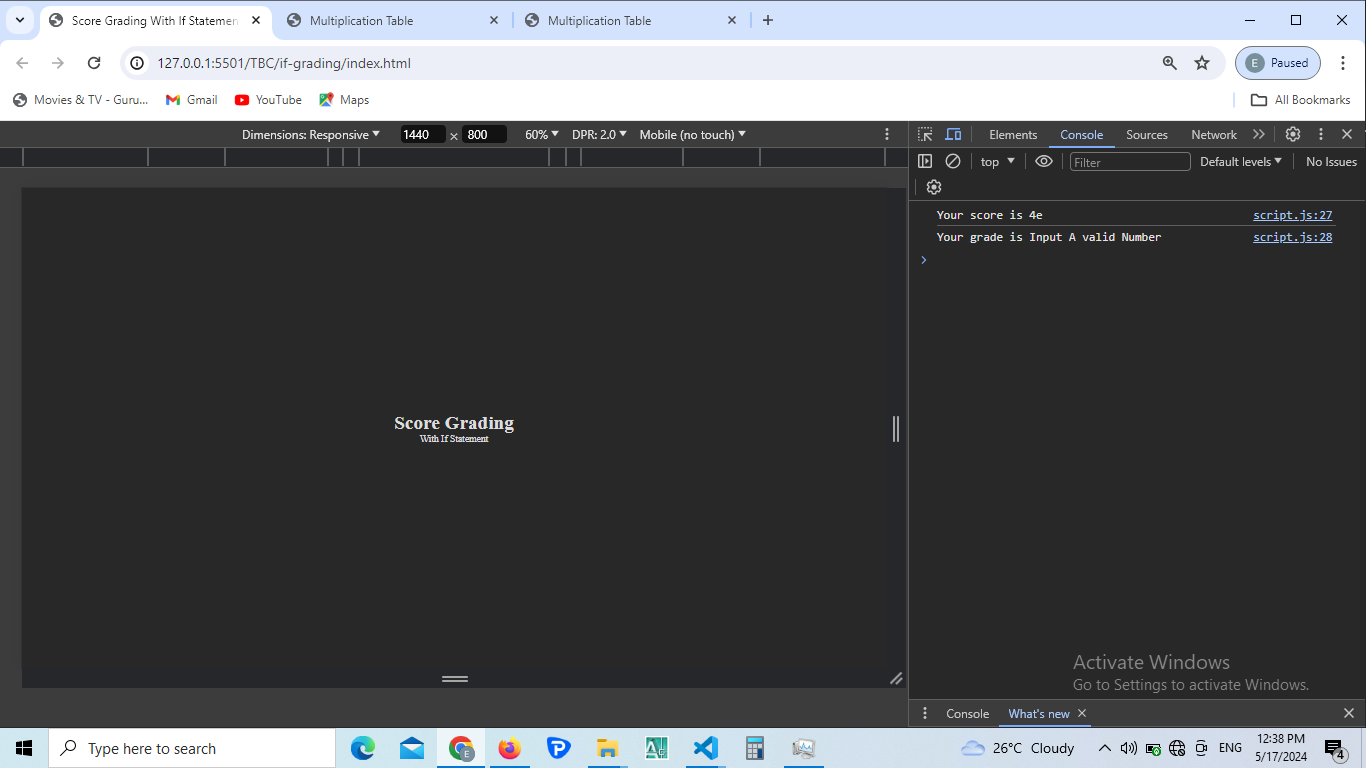 Score Grading With If Statemen
Multiplication Table
Multiplication Table
127.0.0.1:5501/TBC/if-grading/index.html
E
Paused
Movies & TV - Guru...
Gmail
YouTube
Maps
All Bookmarks
Dimensions: Responsive
1440 × 800
60%
DPR: 2.0
Mobile (no touch)
Elements
Console
Sources
Network
top
Filter
Default levels
No Issues
Your score is 4e
script.js:27
Your grade is Input A valid Number
script.js:28
Score Grading
With If Statement
Activate Windows
Go to Settings to activate Windows.
Console
What's new
Type here to search
E
26°C Cloudy
ENG
12:38 PM
5/17/2024
4